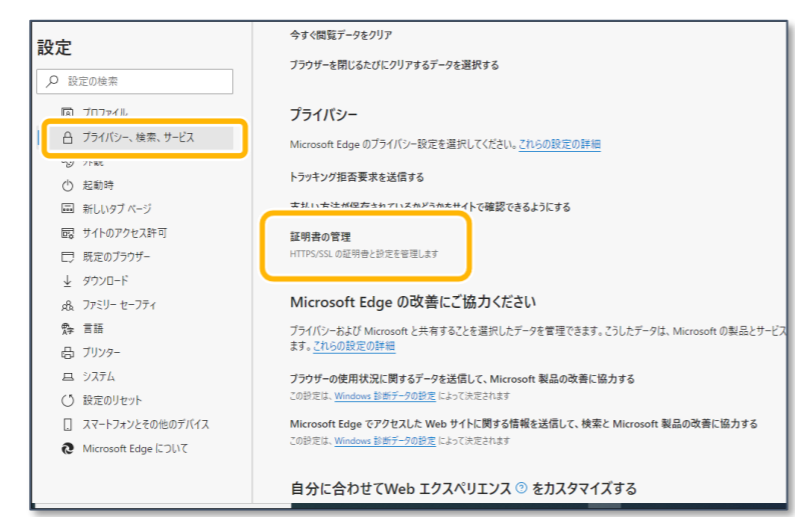 設定
設定の検索
プロファイル
プライバシー、検索、サービス
外観
起動時
新しいタブ ページ
サイトのアクセス許可
既定のブラウザー
ダウンロード
ファミリー セーフティ
言語
プリンター
システム
設定のリセット
スマートフォンとその他のデバイス
Microsoft Edge について
今すぐ閲覧データをクリア
ブラウザーを閉じるたびにクリアするデータを選択する
プライバシー
Microsoft Edge のプライバシー設定を選択してください。これらの設定の詳細
トラッキング拒否要求を送信する
支払い方法が保存されているかどうかをサイトで確認できるようにする
証明書の管理
HTTPS/SSL の証明書と設定を管理します
Microsoft Edge の改善にご協力ください
プライバシーおよび Microsoft と共有することを選択したデータを管理できます。こうしたデータは、Microsoft の製品とサービス
ます。これらの設定の詳細
ブラウザーの使用状況に関するデータを送信して、Microsoft 製品の改善に協力する
この設定は、Windows 診断データの設定 によって決定されます
Microsoft Edge でアクセスした Web サイトに関する情報を送信して、検索と Microsoft 製品の改善に協力する
この設定は、Windows 診断データの設定 によって決定されます
自分に合わせてWeb エクスペリエンス ? をカスタマイズする